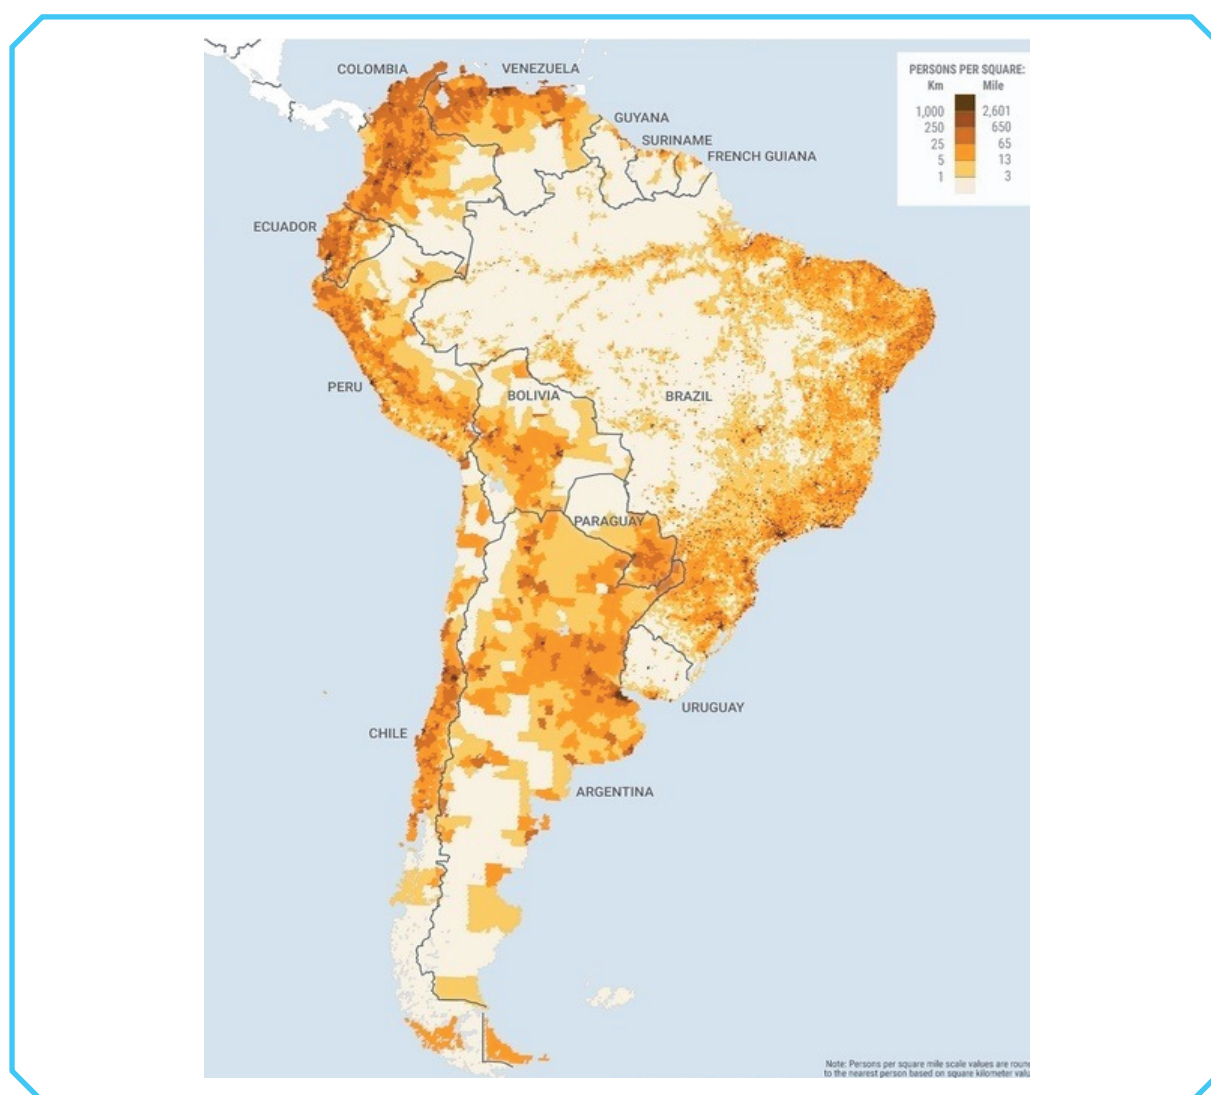 COLOMBIA
VENEZUELA
PERSONS PER SQUARE:
Km Mile
1,000 2,601
250 650
25 65
5 13
1 3
GUYANA
SURINAME
FRENCH GUIANA
ECUADOR
PERU
BOLIVIA
BRAZIL
PARAGUAY
URUGUAY
CHILE
ARGENTINA
Note: Persons per square mile scale values are roun
to the nearest person based on square kilometer valu